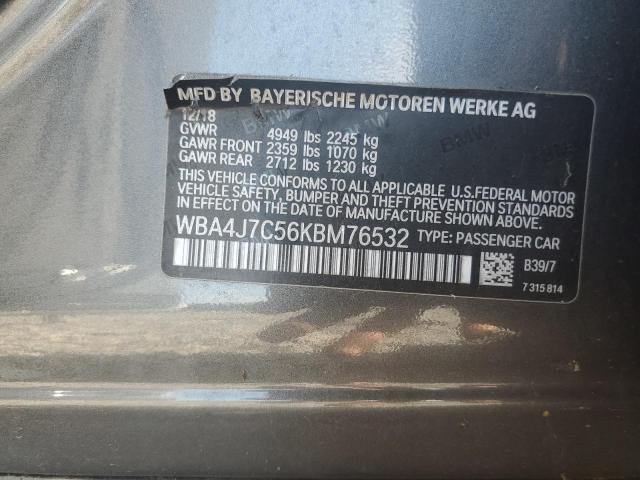 MFD BY BAYERISCHE MOTOREN WERKE AG
12/18
GVWR 4949 lbs 2245 kg
GAWR FRONT 2359 lbs 1070 kg
GAWR REAR 2712 lbs 1230 kg
THIS VEHICLE CONFORMS TO ALL APPLICABLE U.S.FEDERAL MOTOR
VEHICLE SAFETY, BUMPER AND THEFT PREVENTION STANDARDS
IN EFFECT ON THE DATE OF MANUFACTURE SHOWN ABOVE.
WBA4J7C56KBM76532 TYPE: PASSENGER CAR
B39/7
7 315 814